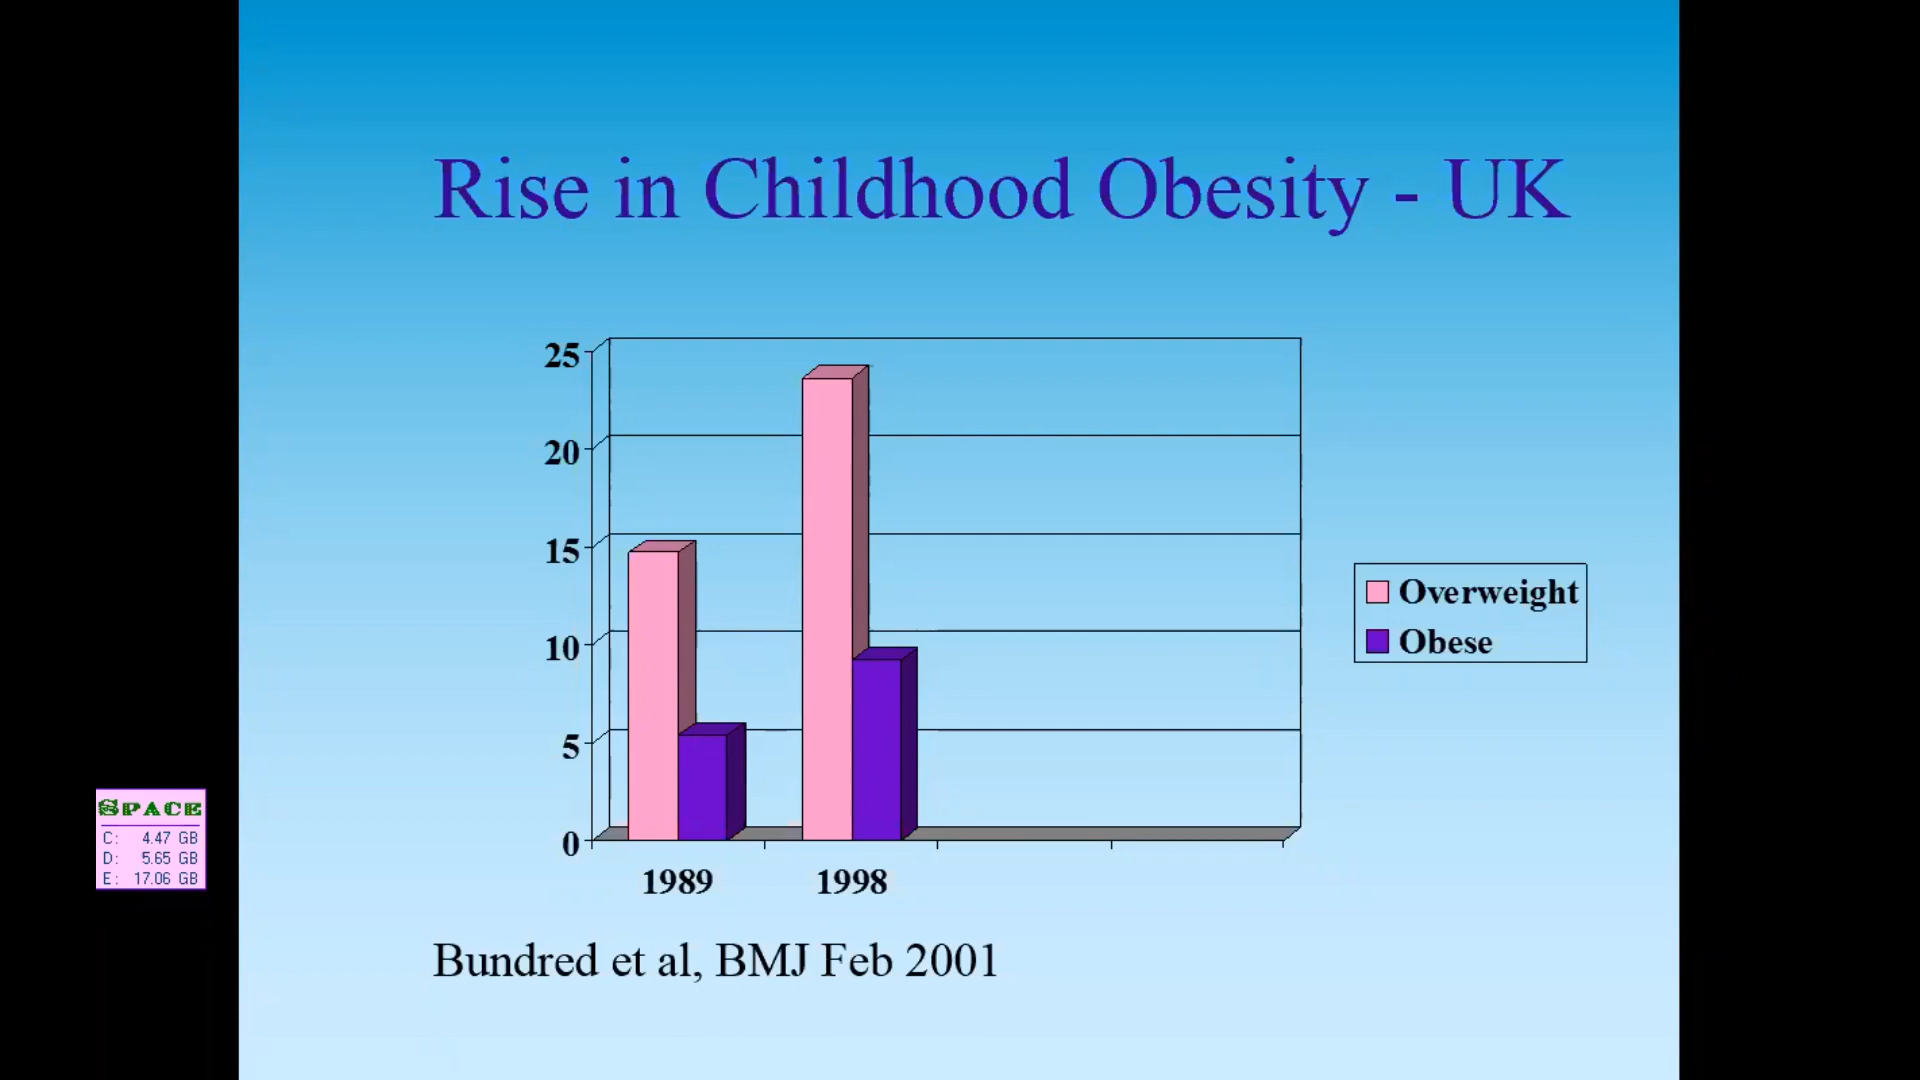 Rise in Childhood Obesity - UK
25
20
15
10
5
0
1989 1998
Overweight
Obese
Bundred et al, BMJ Feb 2001
SPACE
C: 4.47 GB
D: 5.65 GB
E: 17.06 GB